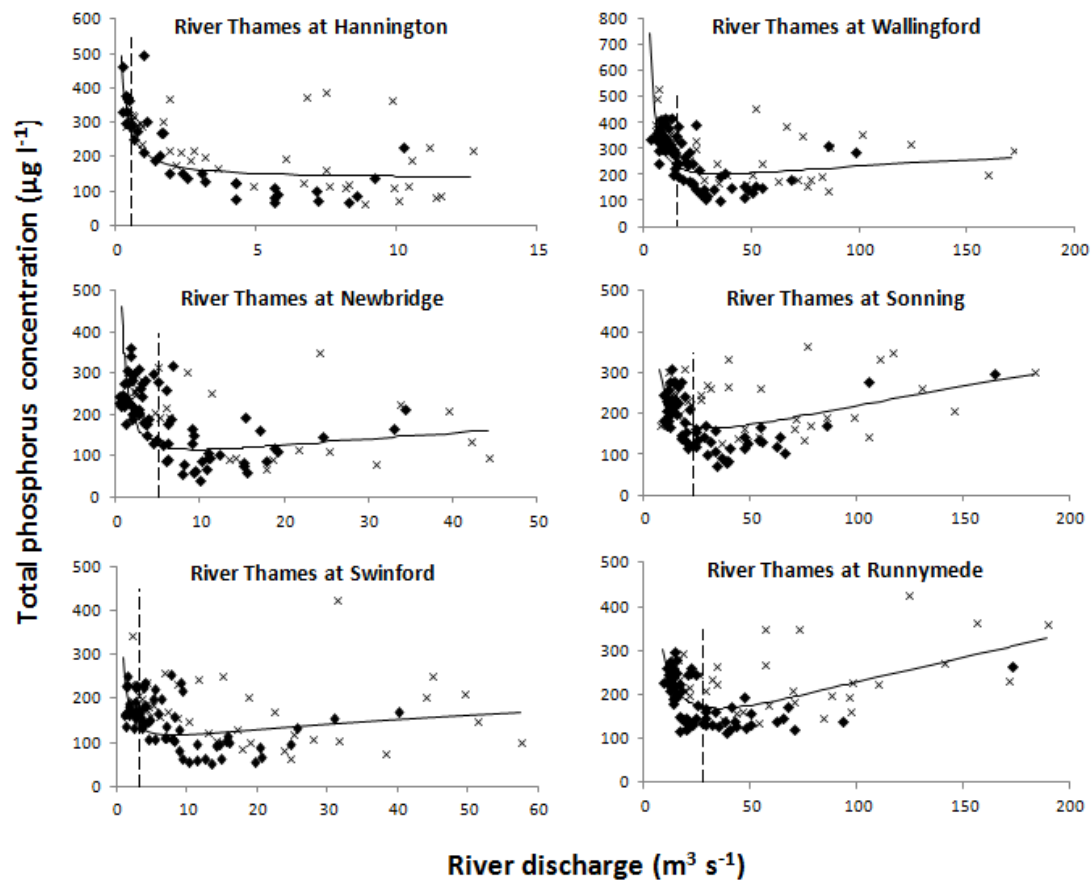 Total phosphorus concentration (µg l⁻¹)
River Thames at Hannington
600
500
400
300
200
100
0
0 5 10 15
River Thames at Wallingford
800
700
600
500
400
300
200
100
0
0 50 100 150 200
River Thames at Newbridge
500
400
300
200
100
0
0 10 20 30 40 50
River Thames at Sonning
500
400
300
200
100
0
0 50 100 150 200
River Thames at Swinford
500
400
300
200
100
0
0 10 20 30 40 50 60
River Thames at Runnymede
500
400
300
200
100
0
0 50 100 150 200
River discharge (m³ s⁻¹)